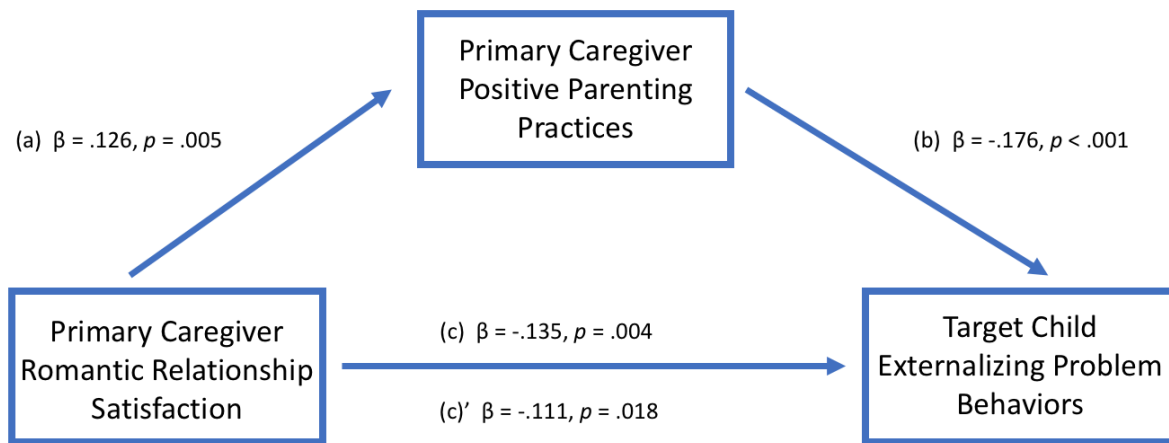 Primary Caregiver
Positive Parenting
Practices
(a) β = .126, p = .005
(b) β = -.176, p < .001
Primary Caregiver
Romantic Relationship
Satisfaction
(c) β = -.135, p = .004
(c)’ β = -.111, p = .018
Target Child
Externalizing Problem
Behaviors